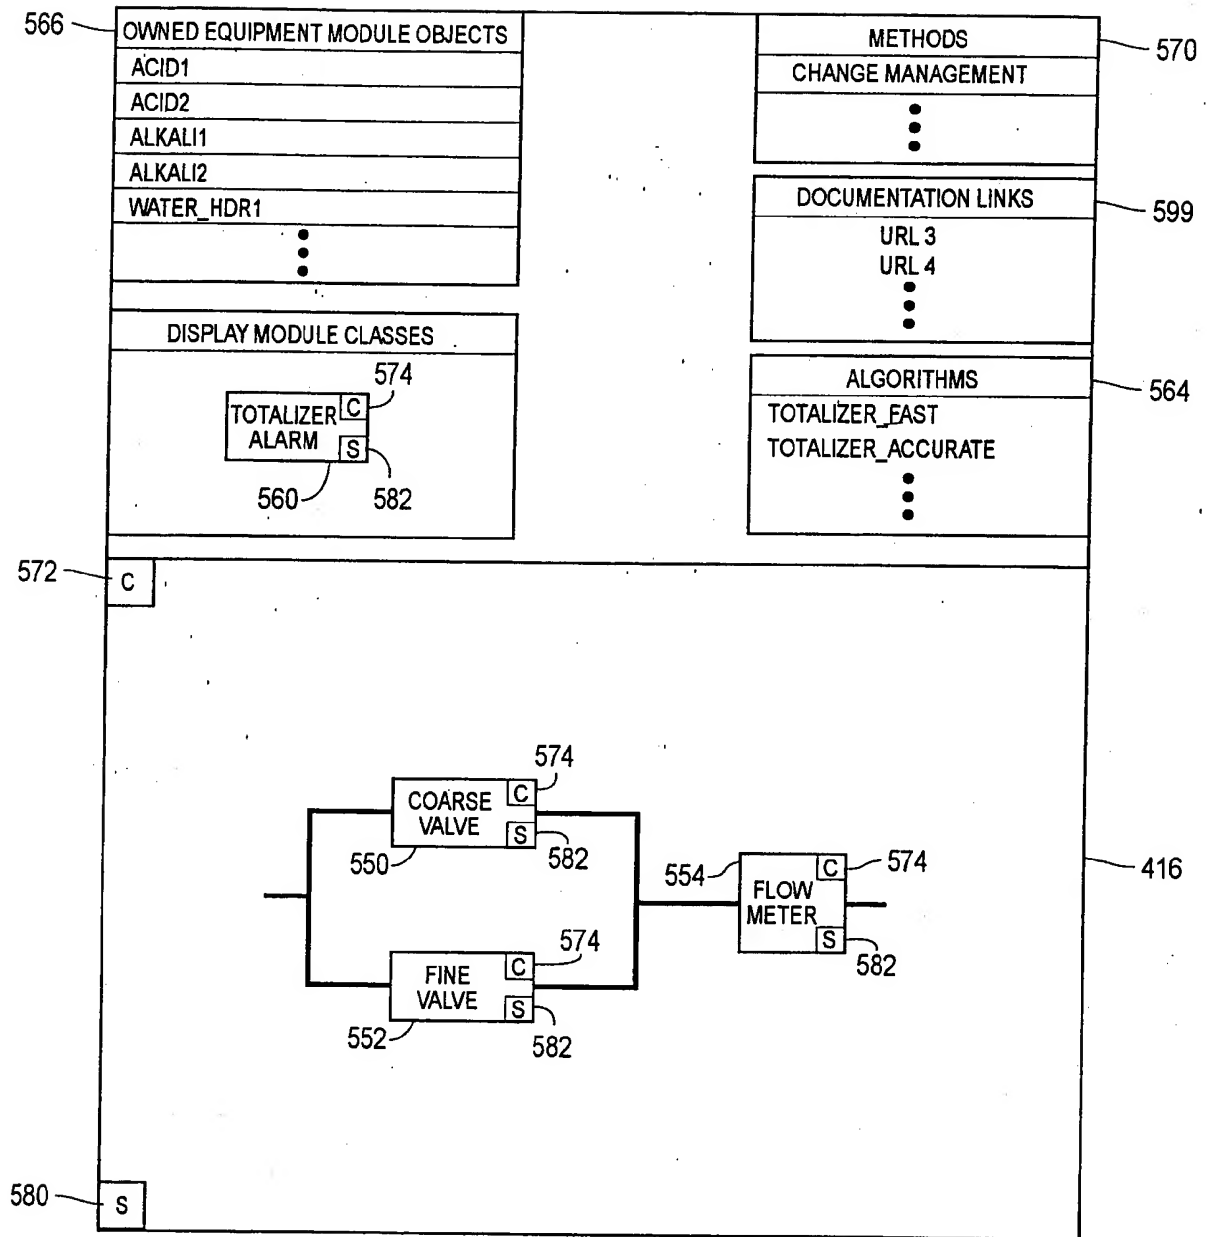 566
OWNED EQUIPMENT MODULE OBJECTS
ACID1
ACID2
ALKALI1
ALKALI2
WATER_HDR1
METHODS
570
CHANGE MANAGEMENT
DOCUMENTATION LINKS
599
URL 3
URL 4
DISPLAY MODULE CLASSES
574
TOTALIZER
ALARM
C
S
560
582
ALGORITHMS
564
TOTALIZER_FAST
TOTALIZER_ACCURATE
572
C
574
COARSE
VALVE
C
S
550
582
554
FLOW
METER
C
S
574
582
416
574
FINE
VALVE
C
S
552
582
580
S